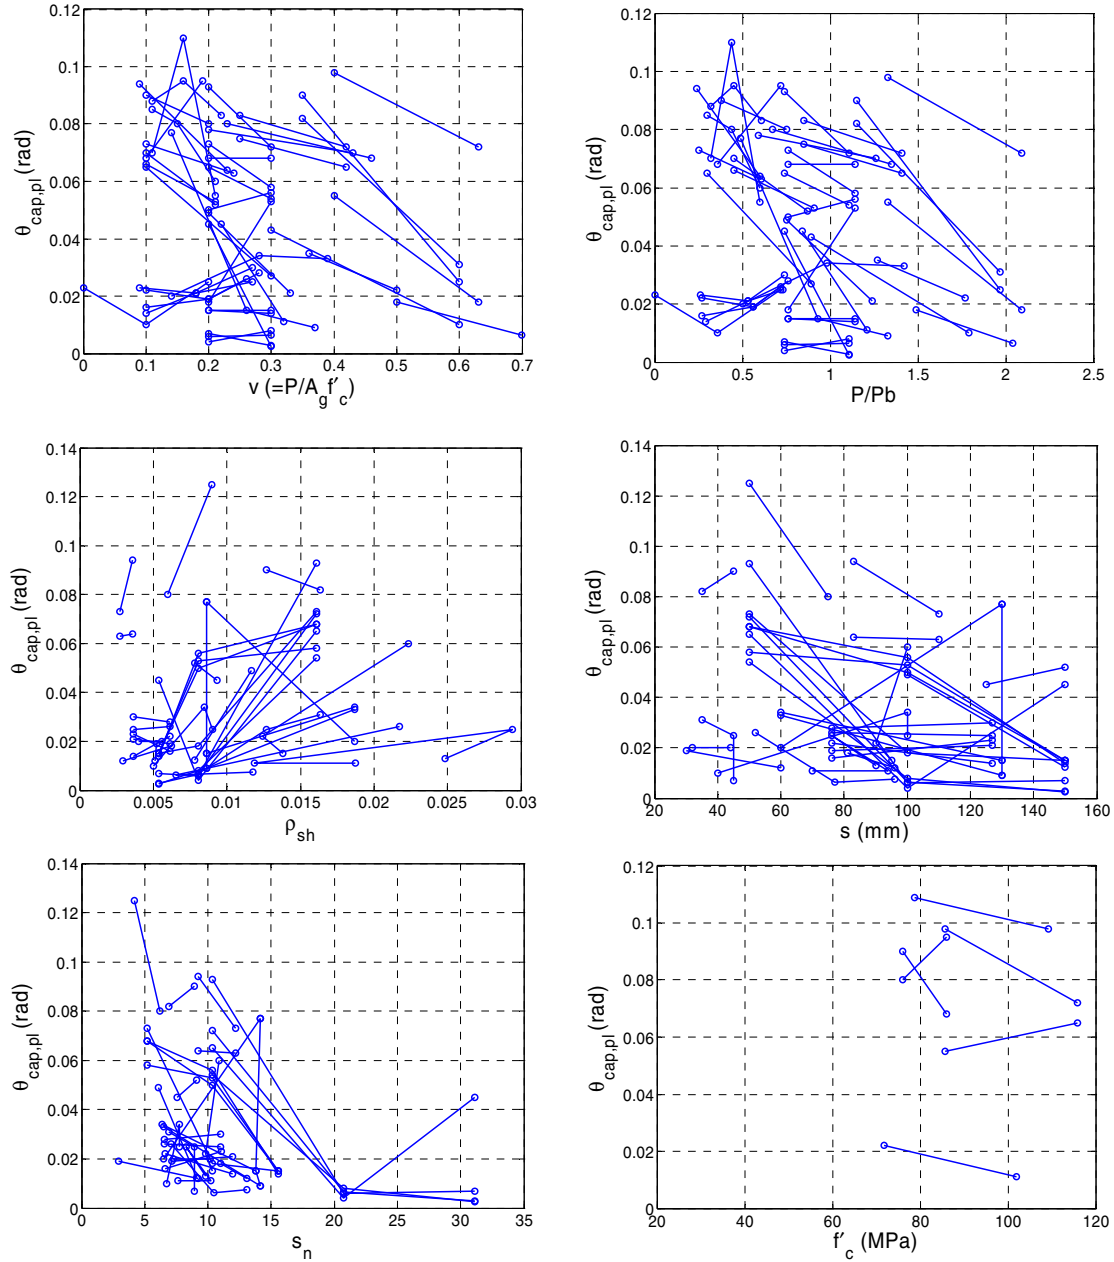 0.12
0.1
0.08
0.06
0.04
0.02
0
0 0.1 0.2 0.3 0.4 0.5 0.6 0.7
θcap,pl (rad)
ν (=P/Agf′c)
0.12
0.1
0.08
0.06
0.04
0.02
0
0 0.5 1 1.5 2 2.5
θcap,pl (rad)
P/Pb
0.14
0.12
0.1
0.08
0.06
0.04
0.02
0
0 0.005 0.01 0.015 0.02 0.025 0.03
θcap,pl (rad)
ρsh
0.14
0.12
0.1
0.08
0.06
0.04
0.02
0
20 40 60 80 100 120 140 160
θcap,pl (rad)
s (mm)
0.14
0.12
0.1
0.08
0.06
0.04
0.02
0
0 5 10 15 20 25 30 35
θcap,pl (rad)
sn
0.12
0.1
0.08
0.06
0.04
0.02
0
20 40 60 80 100 120
θcap,pl (rad)
f′c (MPa)